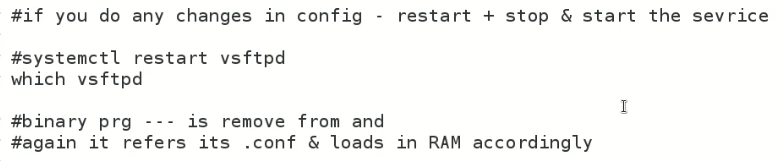 #if you do any changes in config - restart + stop & start the sevrice
#systemctl restart vsftpd
which vsftpd
#binary prg --- is remove from and
#again it refers its .conf & loads in RAM accordingly